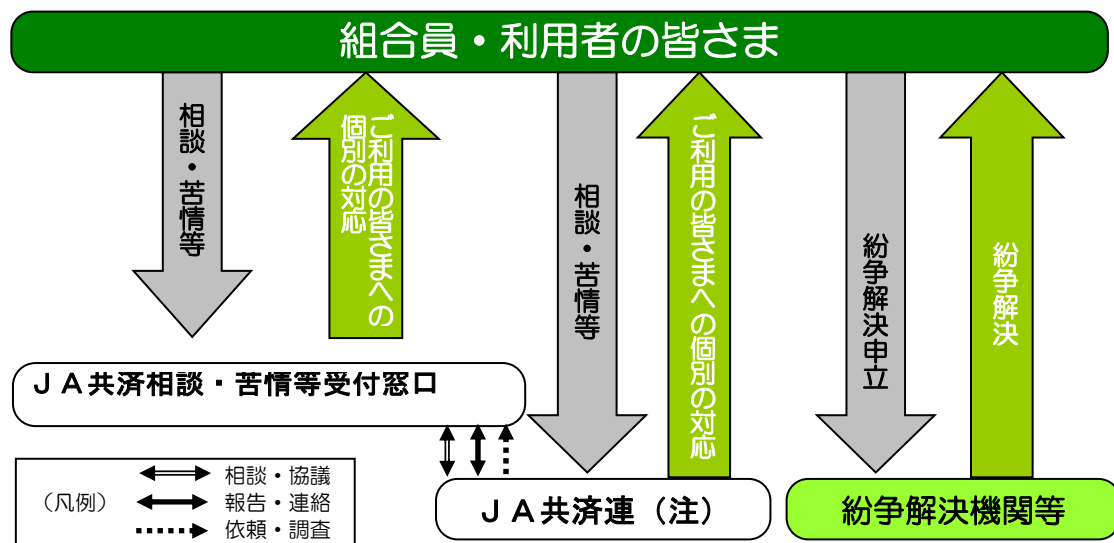 組合員・利用者の皆さま
相談・苦情等
ご利用の皆さまへの
個別の対応
相談・苦情等
ご利用の皆さまへの個別の対応
紛争解決申立
紛争解決
ＪＡ共済相談・苦情等受付窓口
ＪＡ共済連（注）
紛争解決機関等
（凡例）
相談・協議
報告・連絡
依頼・調査